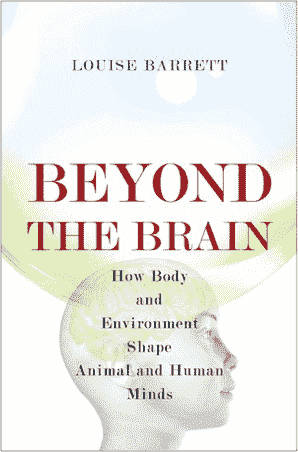 LOUISE BARRETT
BEYOND
THE BRAIN
How Body
and
Environment
Shape
Animal and Human
Minds